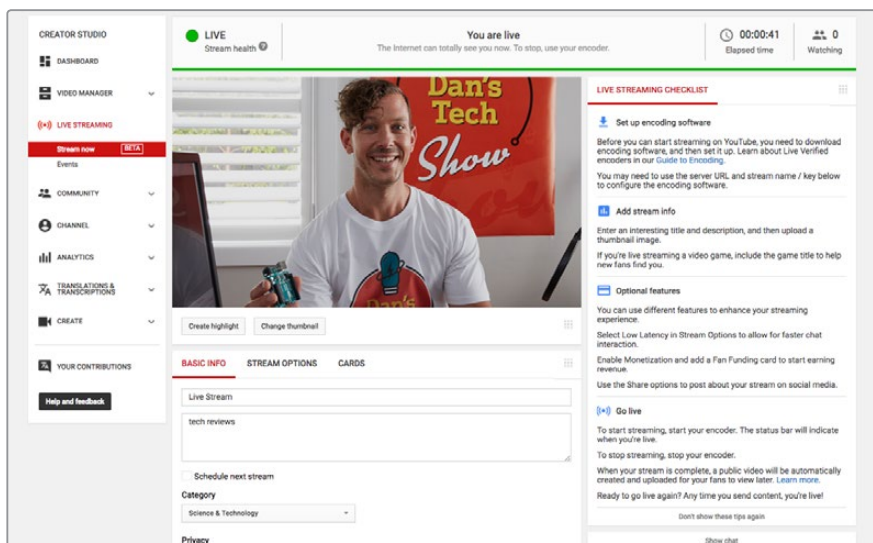 CREATOR STUDIO
DASHBOARD
VIDEO MANAGER
LIVE STREAMING
Stream now BETA
Events
COMMUNITY
CHANNEL
ANALYTICS
TRANSLATIONS &
TRANSCRIPTIONS
CREATE
YOUR CONTRIBUTIONS
Help and feedback
LIVE
Stream health ?
You are live
The Internet can totally see you now. To stop, use your encoder.
00:00:41
Elapsed time
0
Watching
Dan's
Tech
Show
Dan's
Create highlight
Change thumbnail
BASIC INFO
STREAM OPTIONS
CARDS
Live Stream
tech reviews
Schedule next stream
Category
Science & Technology
Privacy
LIVE STREAMING CHECKLIST
Set up encoding software
Before you can start streaming on YouTube, you need to download
encoding software, and then set it up. Learn about Live Verified
encoders in our Guide to Encoding.
You may need to use the server URL and stream name / key below
to configure the encoding software.
Add stream info
Enter an interesting title and description, and then upload a
thumbnail image.
If you're live streaming a video game, include the game title to help
new fans find you.
Optional features
You can use different features to enhance your streaming
experience.
Select Low Latency in Stream Options to allow for faster chat
interaction.
Enable Monetization and add a Fan Funding card to start earning
revenue.
Use the Share options to post about your stream on social media.
Go live
To start streaming, start your encoder. The status bar will indicate
when you're live.
To stop streaming, stop your encoder.
When your stream is complete, a public video will be automatically
created and uploaded for your fans to view later. Learn more.
Ready to go live again? Any time you send content, you're live!
Don't show these tips again
Show chat